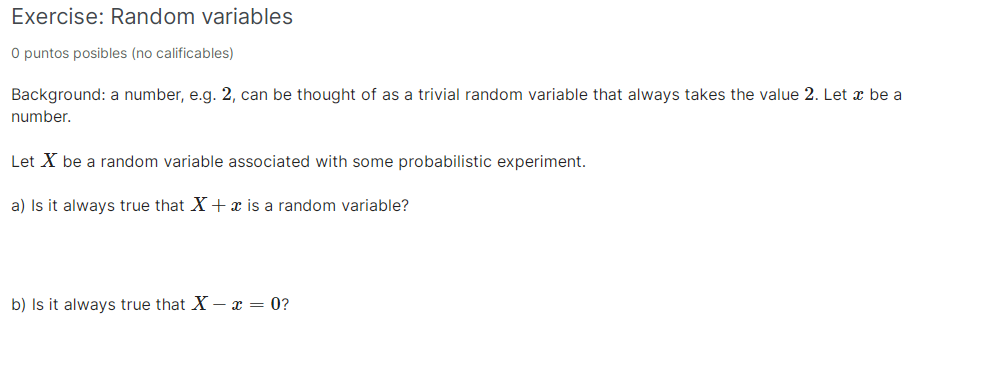 Exercise: Random variables
0 puntos posibles (no calificables)
Background: a number, e.g. 2, can be thought of as a trivial random variable that always takes the value 2. Let x be a
number.
Let X be a random variable associated with some probabilistic experiment.
a) Is it always true that X + x is a random variable?
b) Is it always true that X − x = 0?